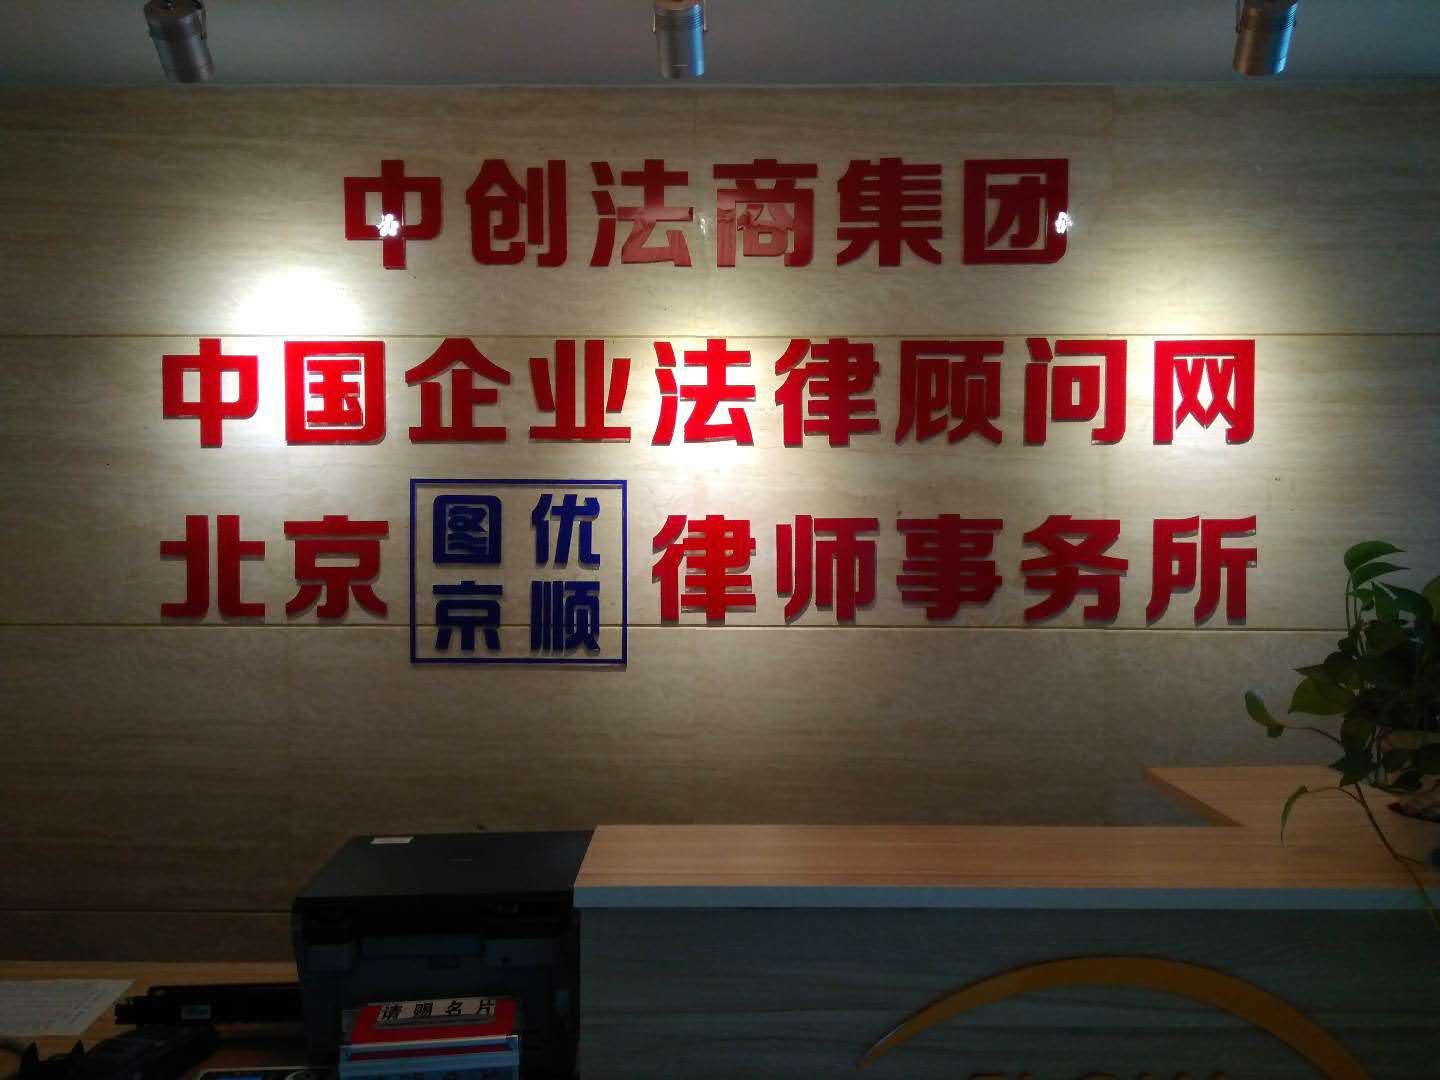 中创法商集团
中国企业法律顾问网
北京图京优顺律师事务所
请赐名片